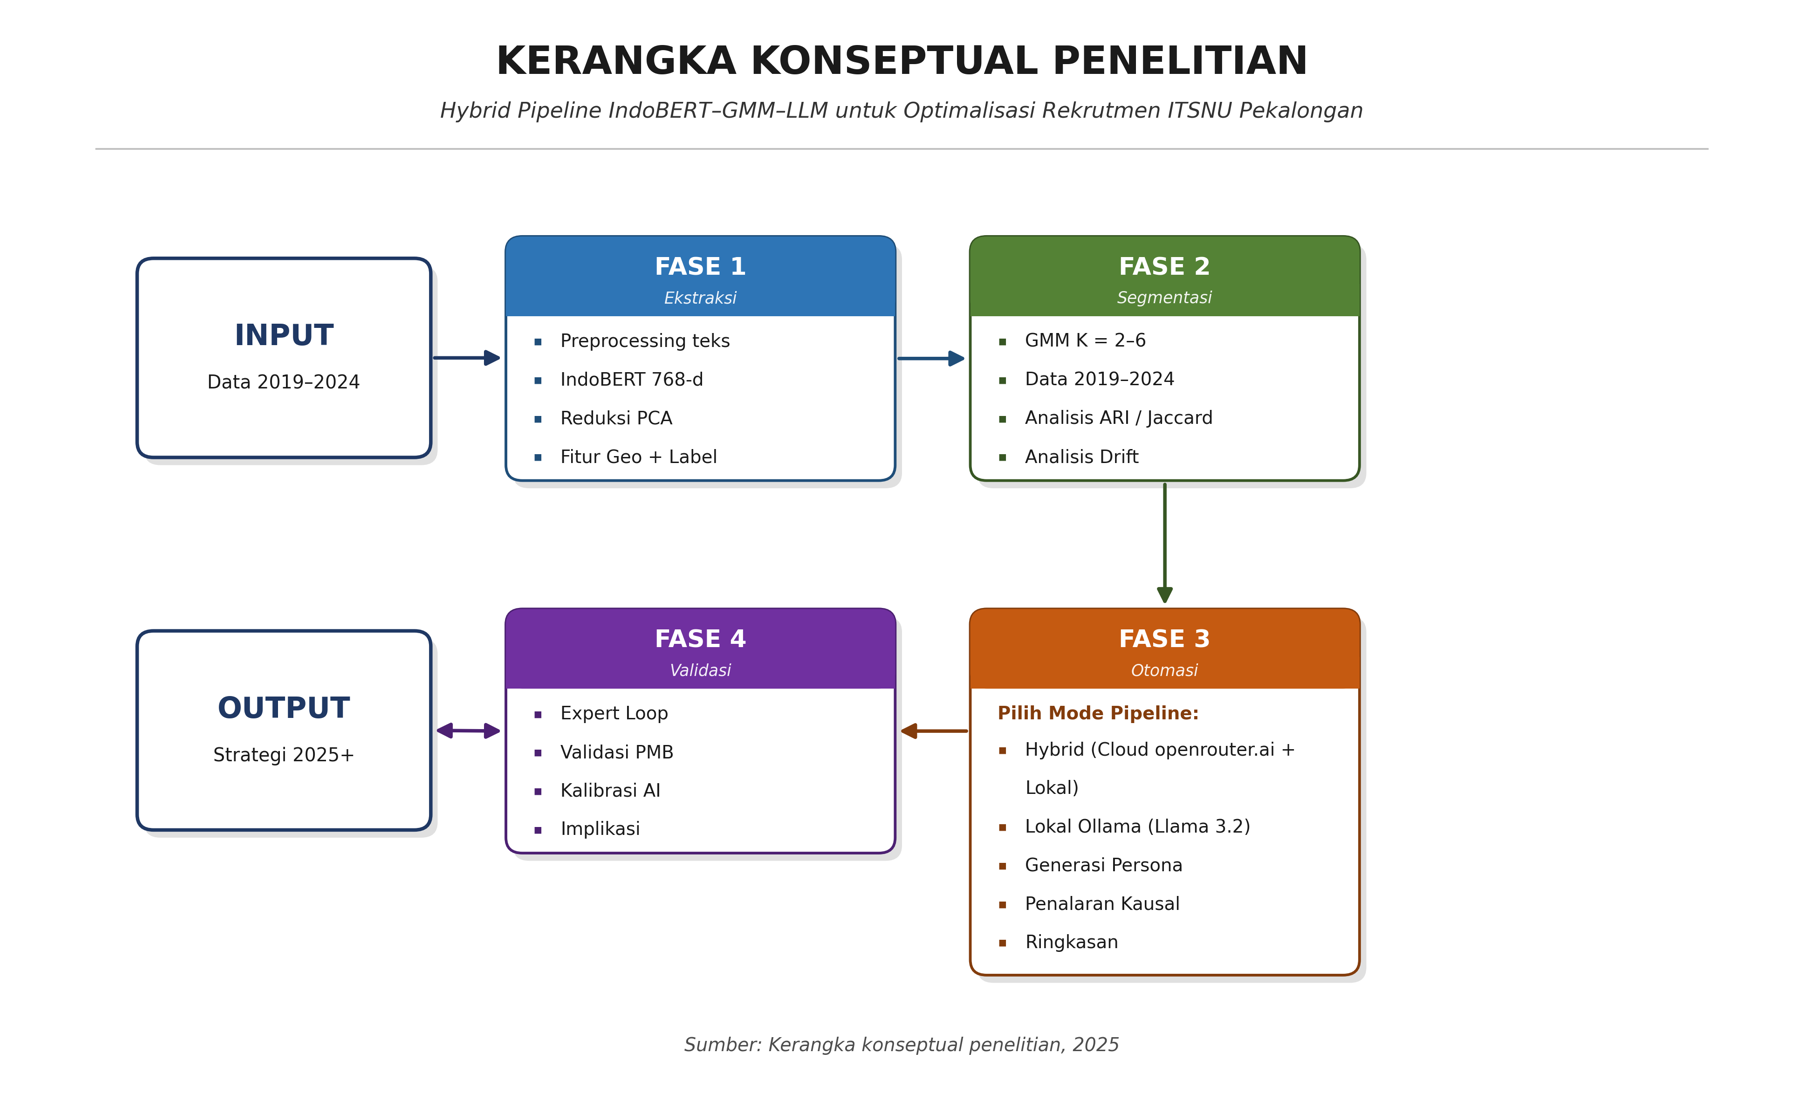 KERANGKA KONSEPTUAL PENELITIAN
Hybrid Pipeline IndoBERT–GMM–LLM untuk Optimalisasi Rekrutmen ITSNU Pekalongan
INPUT
Data 2019–2024
FASE 1
Ekstraksi
▪ Preprocessing teks
▪ IndoBERT 768-d
▪ Reduksi PCA
▪ Fitur Geo + Label
FASE 2
Segmentasi
▪ GMM K = 2–6
▪ Data 2019–2024
▪ Analisis ARI / Jaccard
▪ Analisis Drift
FASE 3
Otomasi
Pilih Mode Pipeline:
▪ Hybrid (Cloud openrouter.ai +
Lokal)
▪ Lokal Ollama (Llama 3.2)
▪ Generasi Persona
▪ Penalaran Kausal
▪ Ringkasan
FASE 4
Validasi
▪ Expert Loop
▪ Validasi PMB
▪ Kalibrasi AI
▪ Implikasi
OUTPUT
Strategi 2025+
Sumber: Kerangka konseptual penelitian, 2025